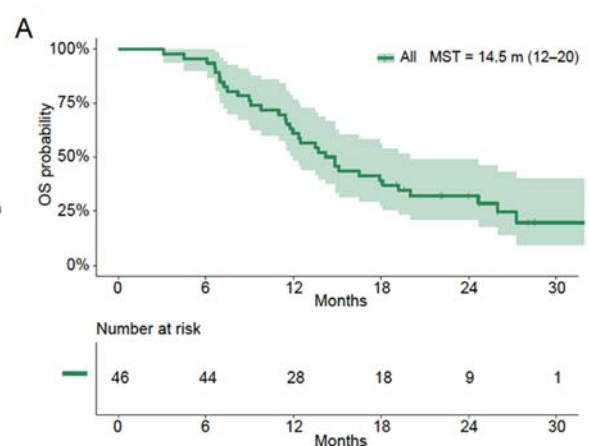 A
All MST = 14.5 m (12–20)
OS probability
100%
75%
50%
25%
0%
0 6 12 18 24 30
Months
Number at risk
46 44 28 18 9 1
0 6 12 18 24 30
Months